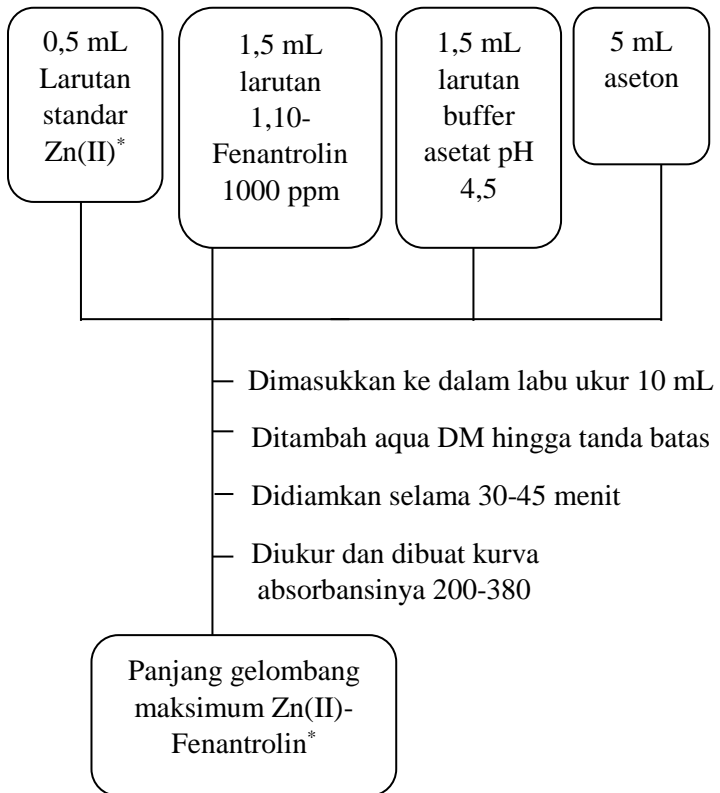 0,5 mL
Larutan
standar
Zn(II)*
1,5 mL
larutan
1,10-
Fenantrolin
1000 ppm
1,5 mL
larutan
buffer
asetat pH
4,5
5 mL
aseton
Dimasukkan ke dalam labu ukur 10 mL
Ditambah aqua DM hingga tanda batas
Didiamkan selama 30-45 menit
Diukur dan dibuat kurva
absorbansinya 200-380
Panjang gelombang
maksimum Zn(II)-
Fenantrolin*